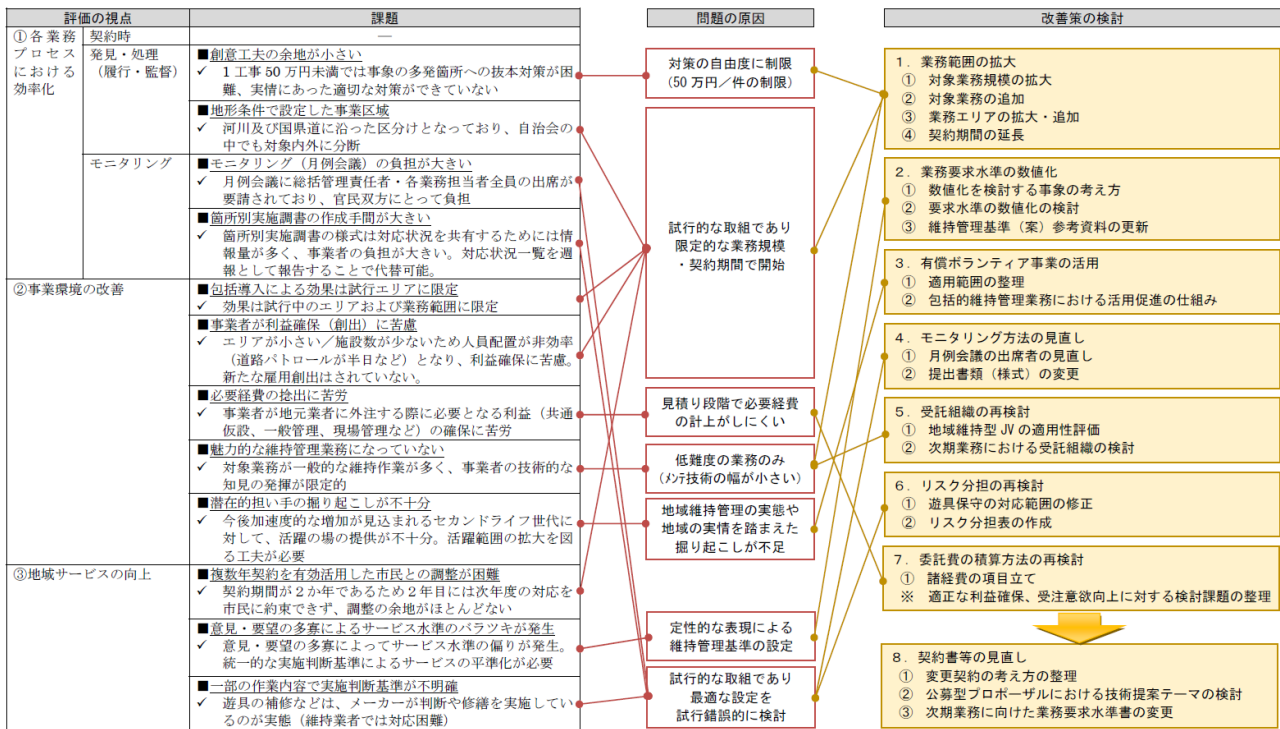 評価の視点
課題
①各業務
プロセス
における
効率化
契約時
―
発見・処理
（履行・監督）
■創意工夫の余地が小さい
✓ 1工事50万円未満では事象の多発箇所への抜本対策が困
難、実情にあった適切な対策ができていない
■地形条件で設定した事業区域
✓ 河川及び国県道に沿った区分けとなっており、自治会の
中でも対象内外に分断
モニタリング
■モニタリング（月例会議）の負担が大きい
✓ 月例会議に総括管理責任者・各業務担当者全員の出席が
要請されており、官民双方にとって負担
■箇所別実施調書の作成手間が大きい
✓ 箇所別実施調書の様式は対応状況を共有するためには情
報量が多く、事業者の負担が大きい。対応状況一覧を週
報として報告することで代替可能。
②事業環境の改善
■包括導入による効果は試行エリアに限定
✓ 効果は試行中のエリアおよび業務範囲に限定
■事業者が利益確保（創出）に苦慮
✓ エリアが小さい／施設数が少ないため人員配置が非効率
（道路パトロールが半日など）となり、利益確保に苦慮。
新たな雇用創出はされていない。
■必要経費の捻出に苦労
✓ 事業者が地元業者に外注する際に必要となる利益（共通
仮設、一般管理、現場管理など）の確保に苦労
■魅力的な維持管理業務になっていない
✓ 対象業務が一般的な維持作業が多く、事業者の技術的な
知見の発揮が限定的
■潜在的担い手の掘り起こしが不十分
✓ 今後加速度的な増加が見込まれるセカンドライフ世代に
対して、活躍の場の提供が不十分。活躍範囲の拡大を図
る工夫が必要
③地域サービスの向上
■複数年契約を有効活用した市民との調整が困難
✓ 契約期間が2か年であるため2年目には次年度の対応を
市民に約束できず、調整の余地がほとんどない
■意見・要望の多寡によるサービス水準のバラツキが発生
✓ 意見・要望の多寡によってサービス水準の偏りが発生。
統一的な実施判断基準によるサービスの平準化が必要
■一部の作業内容で実施判断基準が不明確
✓ 遊具の補修などは、メーカーが判断や修繕を実施してい
るのが実態（維持業者では対応困難）
問題の原因
対策の自由度に制限
（50万円／件の制限）
試行的な取組であり
限定的な業務規模
・契約期間で開始
見積り段階で必要経費
の計上がしにくい
低難度の業務のみ
（ﾒﾝﾃ技術の幅が小さい）
地域維持管理の実態や
地域の実情を踏まえた
掘り起こしが不足
定性的な表現による
維持管理基準の設定
試行的な取組であり
最適な設定を
試行錯誤的に検討
改善策の検討
1．業務範囲の拡大
① 対象業務規模の拡大
② 対象業務の追加
③ 業務エリアの拡大・追加
④ 契約期間の延長
2．業務要求水準の数値化
① 数値化を検討する事象の考え方
② 要求水準の数値化の検討
③ 維持管理基準（案）参考資料の更新
3．有償ボランティア事業の活用
① 適用範囲の整理
② 包括的維持管理業務における活用促進の仕組み
4．モニタリング方法の見直し
① 月例会議の出席者の見直し
② 提出書類（様式）の変更
5．受託組織の再検討
① 地域維持型JVの適用性評価
② 次期業務における受託組織の検討
6．リスク分担の再検討
① 遊具保守の対応範囲の修正
② リスク分担表の作成
7．委託費の積算方法の再検討
① 諸経費の項目立て
※ 適正な利益確保、受注意欲向上に対する検討課題の整理
8．契約書等の見直し
① 変更契約の考え方の整理
② 公募型プロポーザルにおける技術提案テーマの検討
③ 次期業務に向けた業務要求水準書の変更